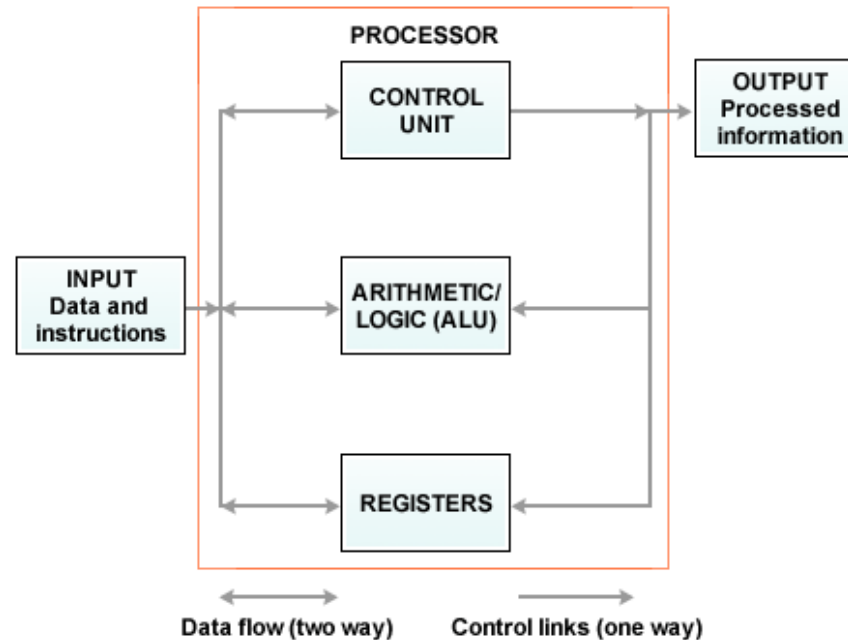 PROCESSOR
CONTROL
UNIT
OUTPUT
Processed
information
INPUT
Data and
instructions
ARITHMETIC/
LOGIC (ALU)
REGISTERS
Data flow (two way)
Control links (one way)